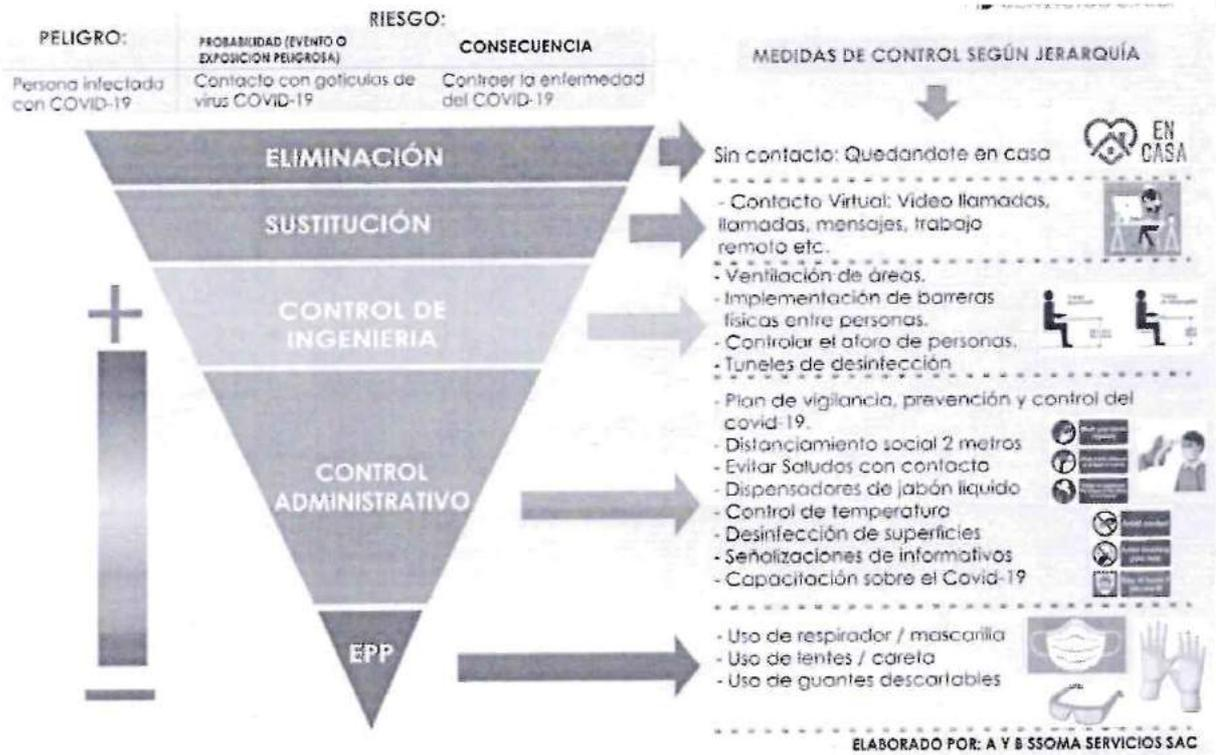 RIESGO:
PELIGRO:
PROBABILIDAD (EVENTO O
EXPOSICION PELIGROSA)
CONSECUENCIA
Persona infectada
con COVID-19
Contacto con goticulas de
virus COVID-19
Contraer la enfermedad
del COVID-19
MEDIDAS DE CONTROL SEGÚN JERARQUÍA
ELIMINACIÓN
Sin contacto: Quedandote en casa
EN
CASA
SUSTITUCIÓN
- Contacto Virtual: Video llamadas,
llamadas, mensajes, trabajo
remoto etc.
+
CONTROL DE
INGENIERIA
- Ventilación de áreas.
- Implementación de barreras
físicas entre personas.
- Controlar el aforo de personas.
- Tuneles de desinfección
CONTROL
ADMINISTRATIVO
- Plan de vigilancia, prevención y control del
covid-19.
- Distanciamiento social 2 metros
- Evitar Saludos con contacto
- Dispensadores de jabón liquido
- Control de temperatura
- Desinfección de superficies
- Señalizaciones de informativos
- Capacitación sobre el Covid-19
EPP
- Uso de respirador / mascarilla
- Uso de lentes / careta
- Uso de guantes descartables
ELABORADO POR: A Y B SSOMA SERVICIOS SAC